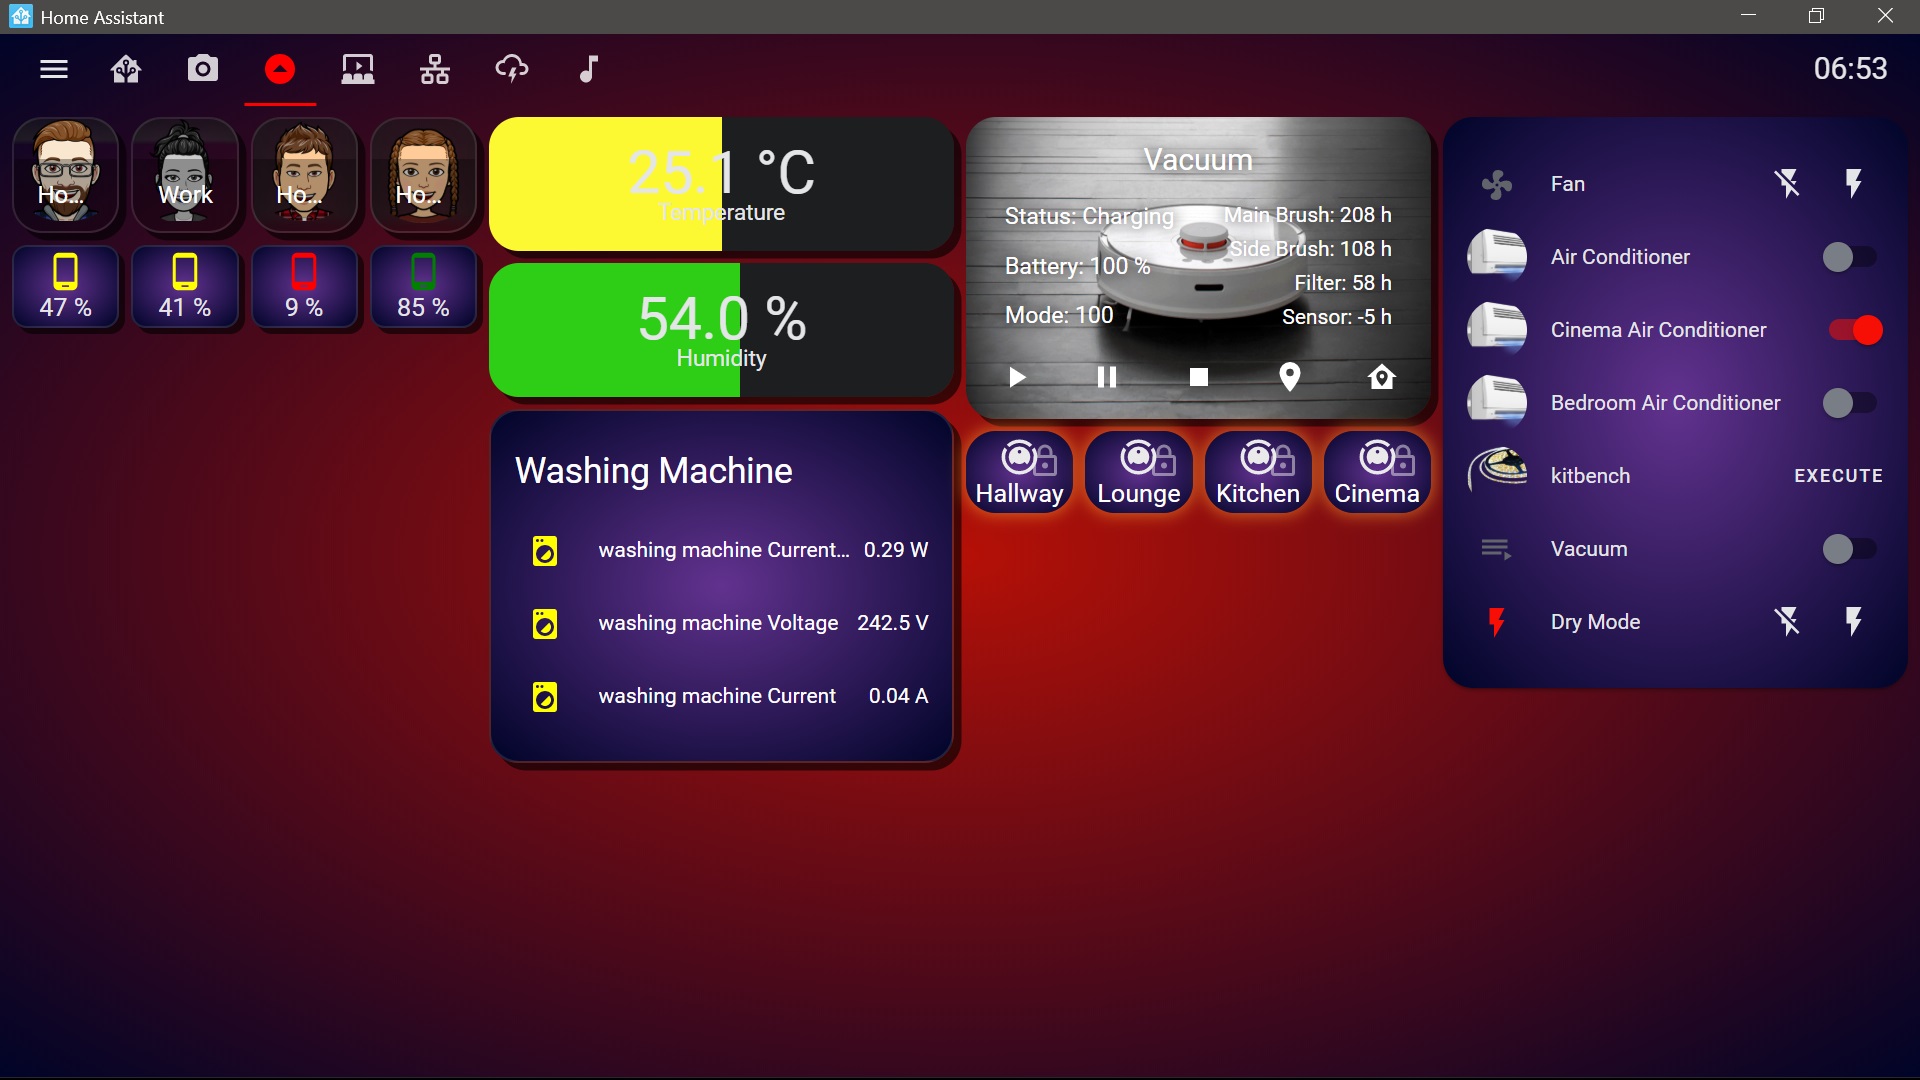 Home Assistant
06:53
Ho...
Work
Ho...
Ho...
47 %
41 %
9 %
85 %
25.1 °C
Temperature
54.0 %
Humidity
Washing Machine
washing machine Current... 0.29 W
washing machine Voltage 242.5 V
washing machine Current 0.04 A
Vacuum
Status: Charging
Battery: 100 %
Mode: 100
Main Brush: 208 h
Side Brush: 108 h
Filter: 58 h
Sensor: -5 h
Hallway
Lounge
Kitchen
Cinema
Fan
Air Conditioner
Cinema Air Conditioner
Bedroom Air Conditioner
kitbench EXECUTE
Vacuum
Dry Mode